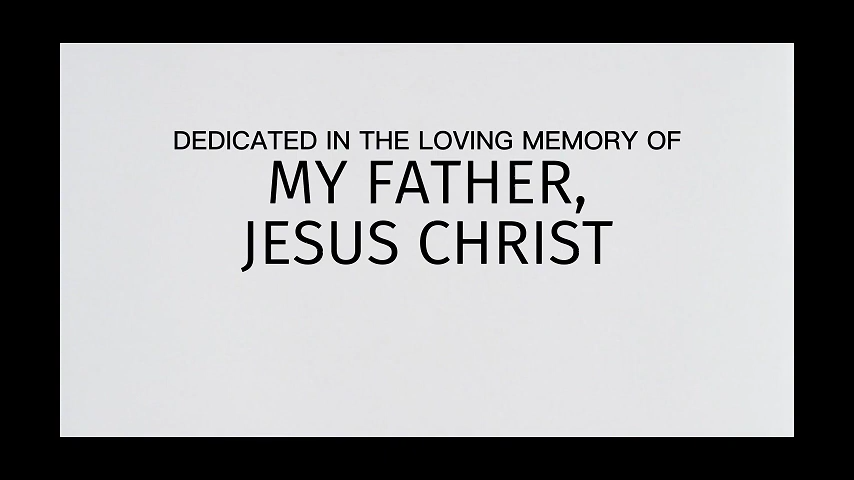 DEDICATED IN THE LOVING MEMORY OF
MY FATHER,
JESUS CHRIST